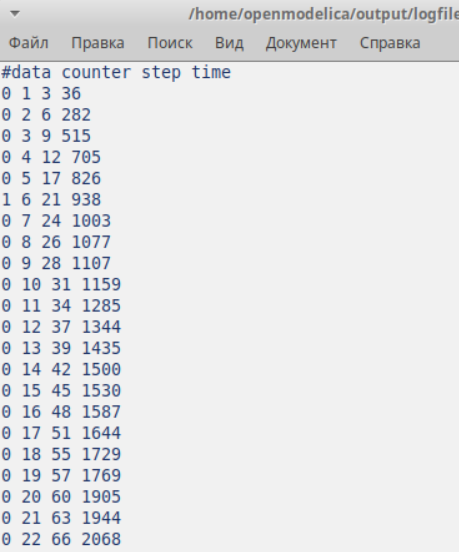 /home/openmodelica/output/logfile
Файл Правка Поиск Вид Документ Справка
#data counter step time
0 1 3 36
0 2 6 282
0 3 9 515
0 4 12 705
0 5 17 826
1 6 21 938
0 7 24 1003
0 8 26 1077
0 9 28 1107
0 10 31 1159
0 11 34 1285
0 12 37 1344
0 13 39 1435
0 14 42 1500
0 15 45 1530
0 16 48 1587
0 17 51 1644
0 18 55 1729
0 19 57 1769
0 20 60 1905
0 21 63 1944
0 22 66 2068